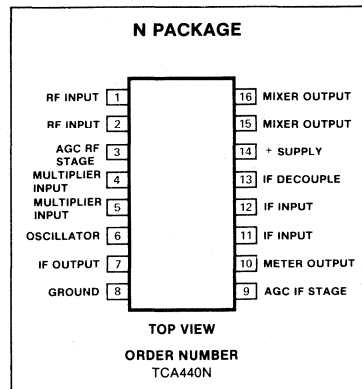 N PACKAGE
RF INPUT 1
RF INPUT 2
AGC RF
STAGE 3
MULTIPLIER
INPUT 4
MULTIPLIER
INPUT 5
OSCILLATOR 6
IF OUTPUT 7
GROUND 8
16 MIXER OUTPUT
15 MIXER OUTPUT
14 + SUPPLY
13 IF DECOUPLE
12 IF INPUT
11 IF INPUT
10 METER OUTPUT
9 AGC IF STAGE
TOP VIEW
ORDER NUMBER
TCA440N